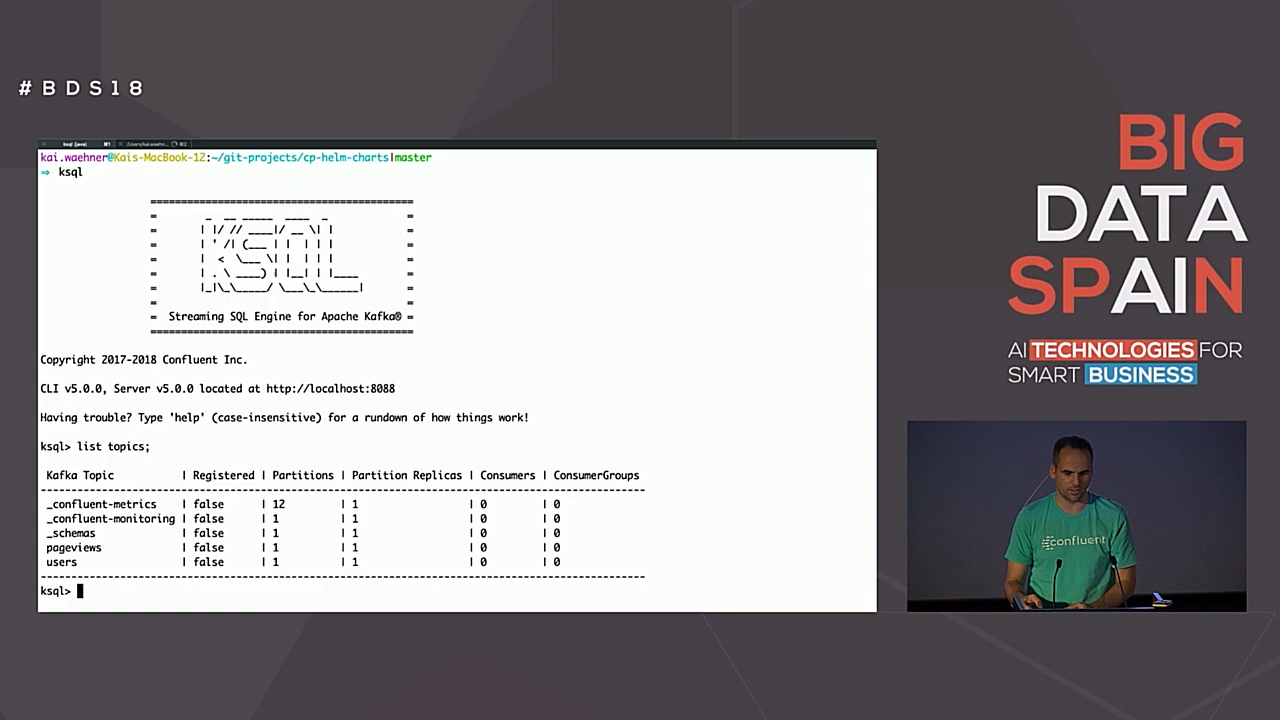 #BDS18
ksql (java) ⌘1
kai.waehner@Kais-MacBook-12:~/git-projects/cp-helm-charts|master
⇒ ksql
Streaming SQL Engine for Apache Kafka®
Copyright 2017-2018 Confluent Inc.
CLI v5.0.0, Server v5.0.0 located at http://localhost:8088
Having trouble? Type 'help' (case-insensitive) for a rundown of how things work!
ksql> list topics;
Kafka Topic | Registered | Partitions | Partition Replicas | Consumers | ConsumerGroups
_confluent-metrics | false | 12 | 1 | 0 | 0
_confluent-monitoring | false | 1 | 1 | 0 | 0
_schemas | false | 1 | 1 | 0 | 0
pageviews | false | 1 | 1 | 0 | 0
users | false | 1 | 1 | 0 | 0
ksql>
BIG
DATA
SPAIN
AI TECHNOLOGIES FOR
SMART BUSINESS
confluent